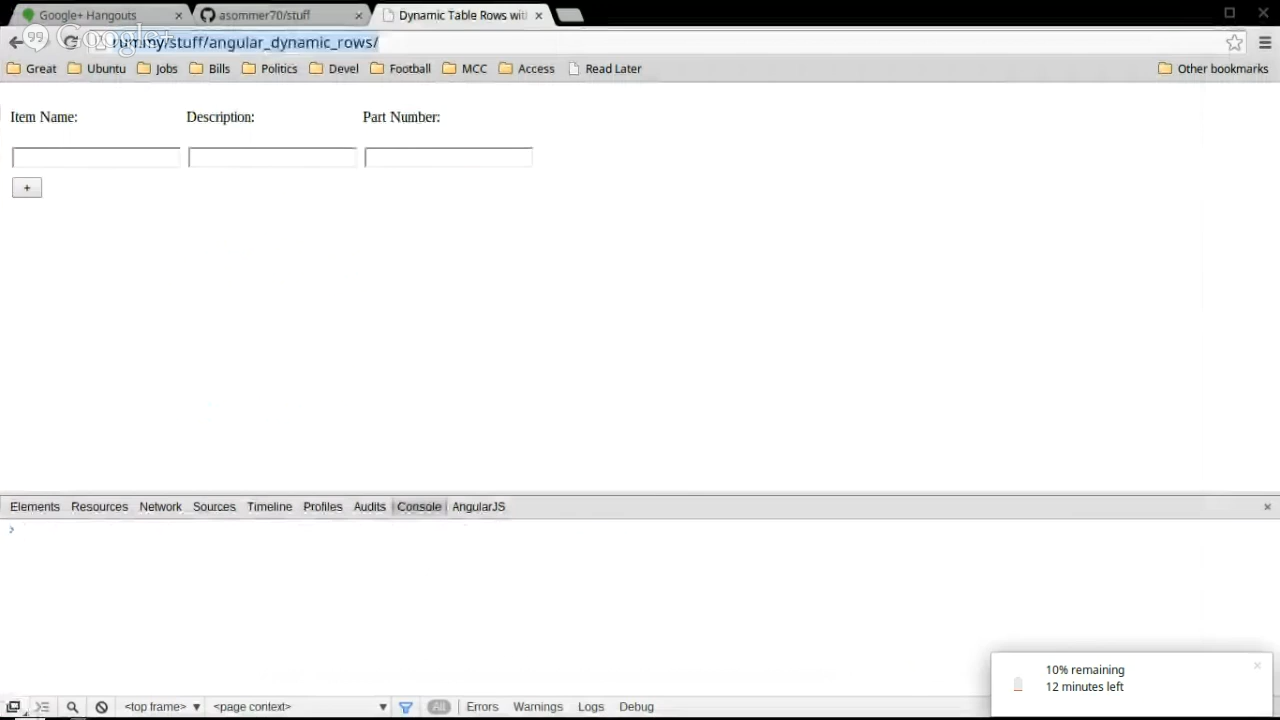 Google+ Hangouts
asommer70/stuff
Dynamic Table Rows wit
Google+
rummy/stuff/angular_dynamic_rows/
Great
Ubuntu
Jobs
Bills
Politics
Devel
Football
MCC
Access
Read Later
Other bookmarks
Item Name:
Description:
Part Number:
+
Elements
Resources
Network
Sources
Timeline
Profiles
Audits
Console
AngularJS
10% remaining
12 minutes left
<top frame>
<page context>
All
Errors
Warnings
Logs
Debug